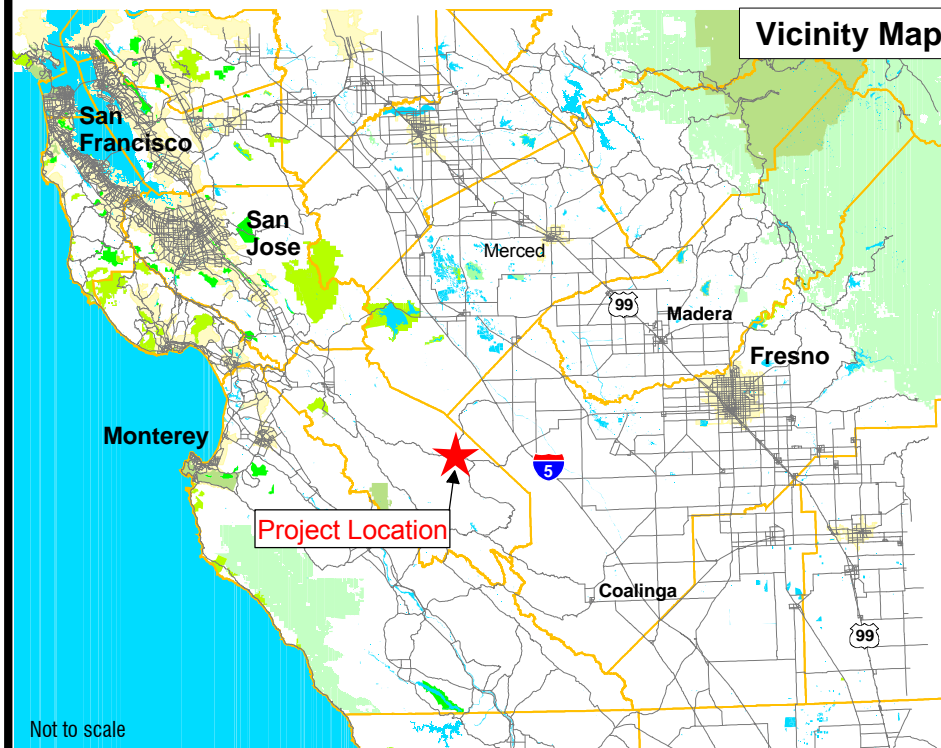 Vicinity Map
San
Francisco
San
Jose
Merced
99
Madera
Fresno
Monterey
5
Project Location
Coalinga
99
Not to scale